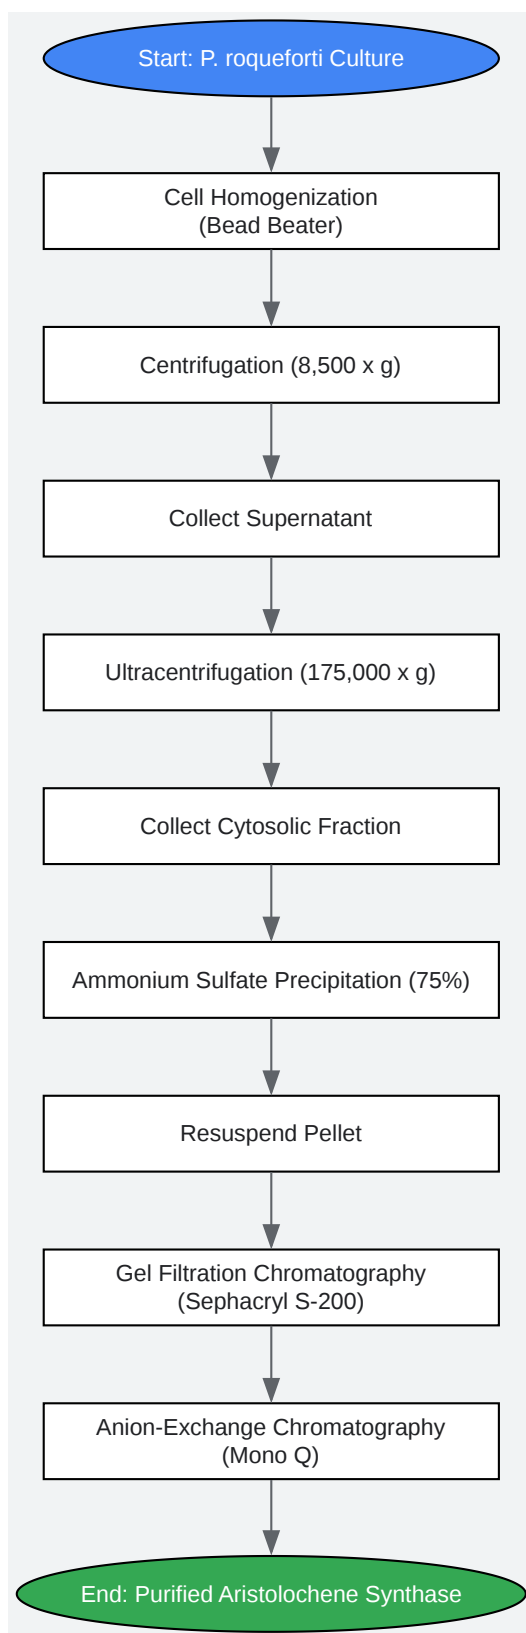 Start: P. roqueforti Culture
Cell Homogenization
(Bead Beater)
Centrifugation (8,500 x g)
Collect Supernatant
Ultracentrifugation (175,000 x g)
Collect Cytosolic Fraction
Ammonium Sulfate Precipitation (75%)
Resuspend Pellet
Gel Filtration Chromatography
(Sephacryl S-200)
Anion-Exchange Chromatography
(Mono Q)
End: Purified Aristolochene Synthase